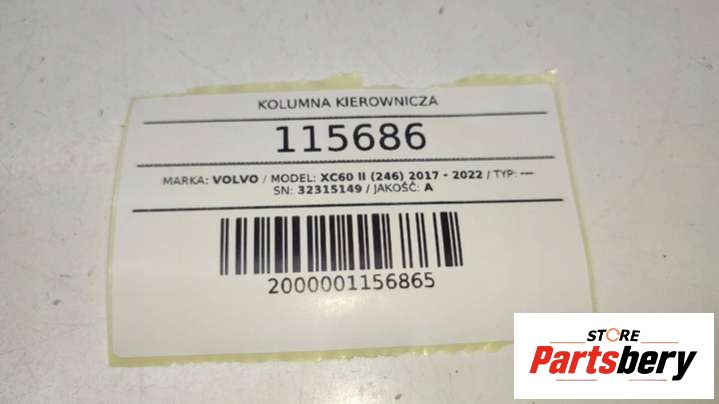 KOLUMNA KIEROWNICZA
115686
MARKA: VOLVO / MODEL: XC60 II (246) 2017 - 2022 / TYP: ---
SN: 32315149 / JAKOŚĆ: A
2000001156865
STORE
Partsbery